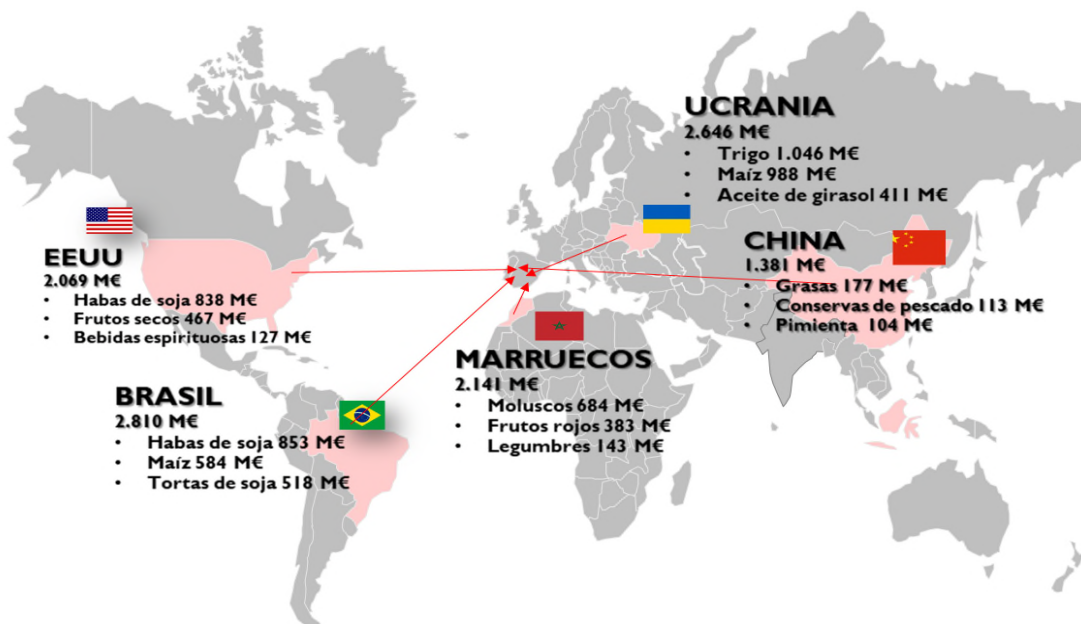 UCRANIA
2.646 M€
• Trigo 1.046 M€
• Maíz 988 M€
• Aceite de girasol 411 M€
CHINA
1.381 M€
• Grasas 177 M€
• Conservas de pescado 113 M€
• Pimienta 104 M€
EEUU
2.069 M€
• Habas de soja 838 M€
• Frutos secos 467 M€
• Bebidas espirituosas 127 M€
MARRUECOS
2.141 M€
• Moluscos 684 M€
• Frutos rojos 383 M€
• Legumbres 143 M€
BRASIL
2.810 M€
• Habas de soja 853 M€
• Maíz 584 M€
• Tortas de soja 518 M€